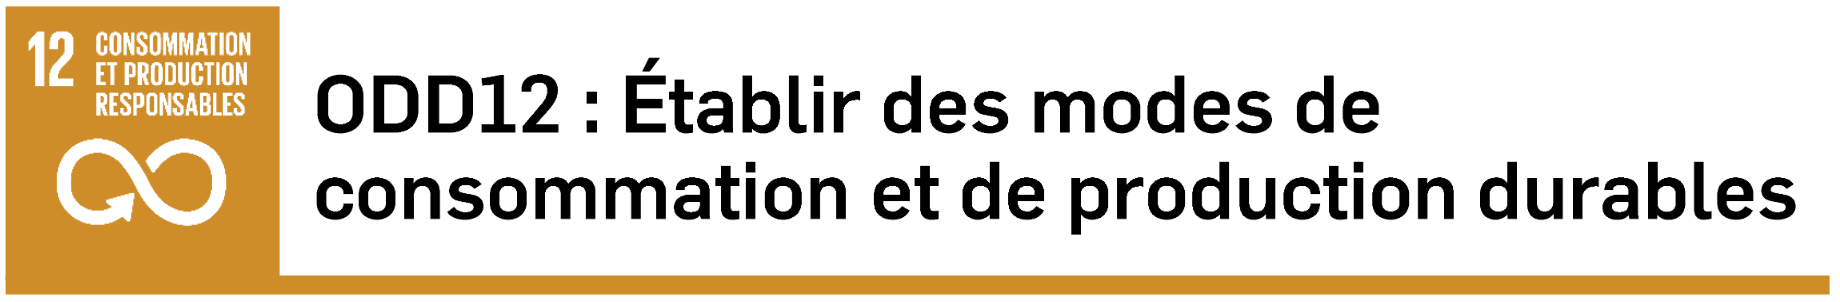 12
CONSOMMATION
ET PRODUCTION
RESPONSABLES
ODD12 : Établir des modes de
consommation et de production durables